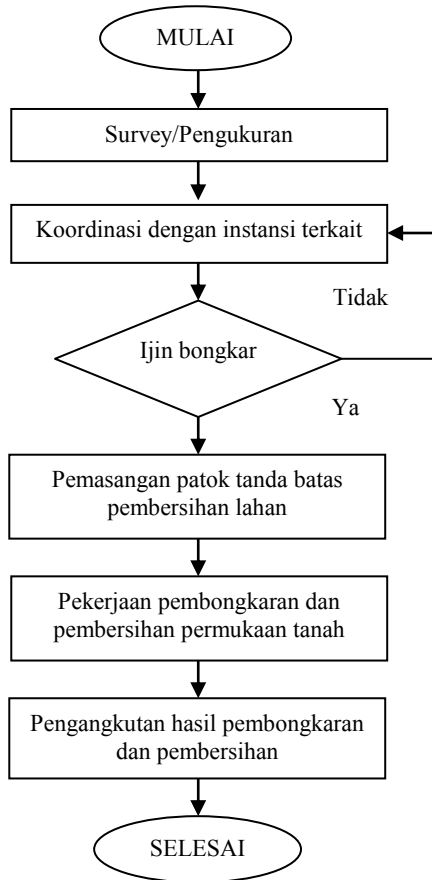 MULAI
Survey/Pengukuran
Koordinasi dengan instansi terkait
Tidak
Ijin bongkar
Ya
Pemasangan patok tanda batas
pembersihan lahan
Pekerjaan pembongkaran dan
pembersihan permukaan tanah
Pengangkutan hasil pembongkaran
dan pembersihan
SELESAI